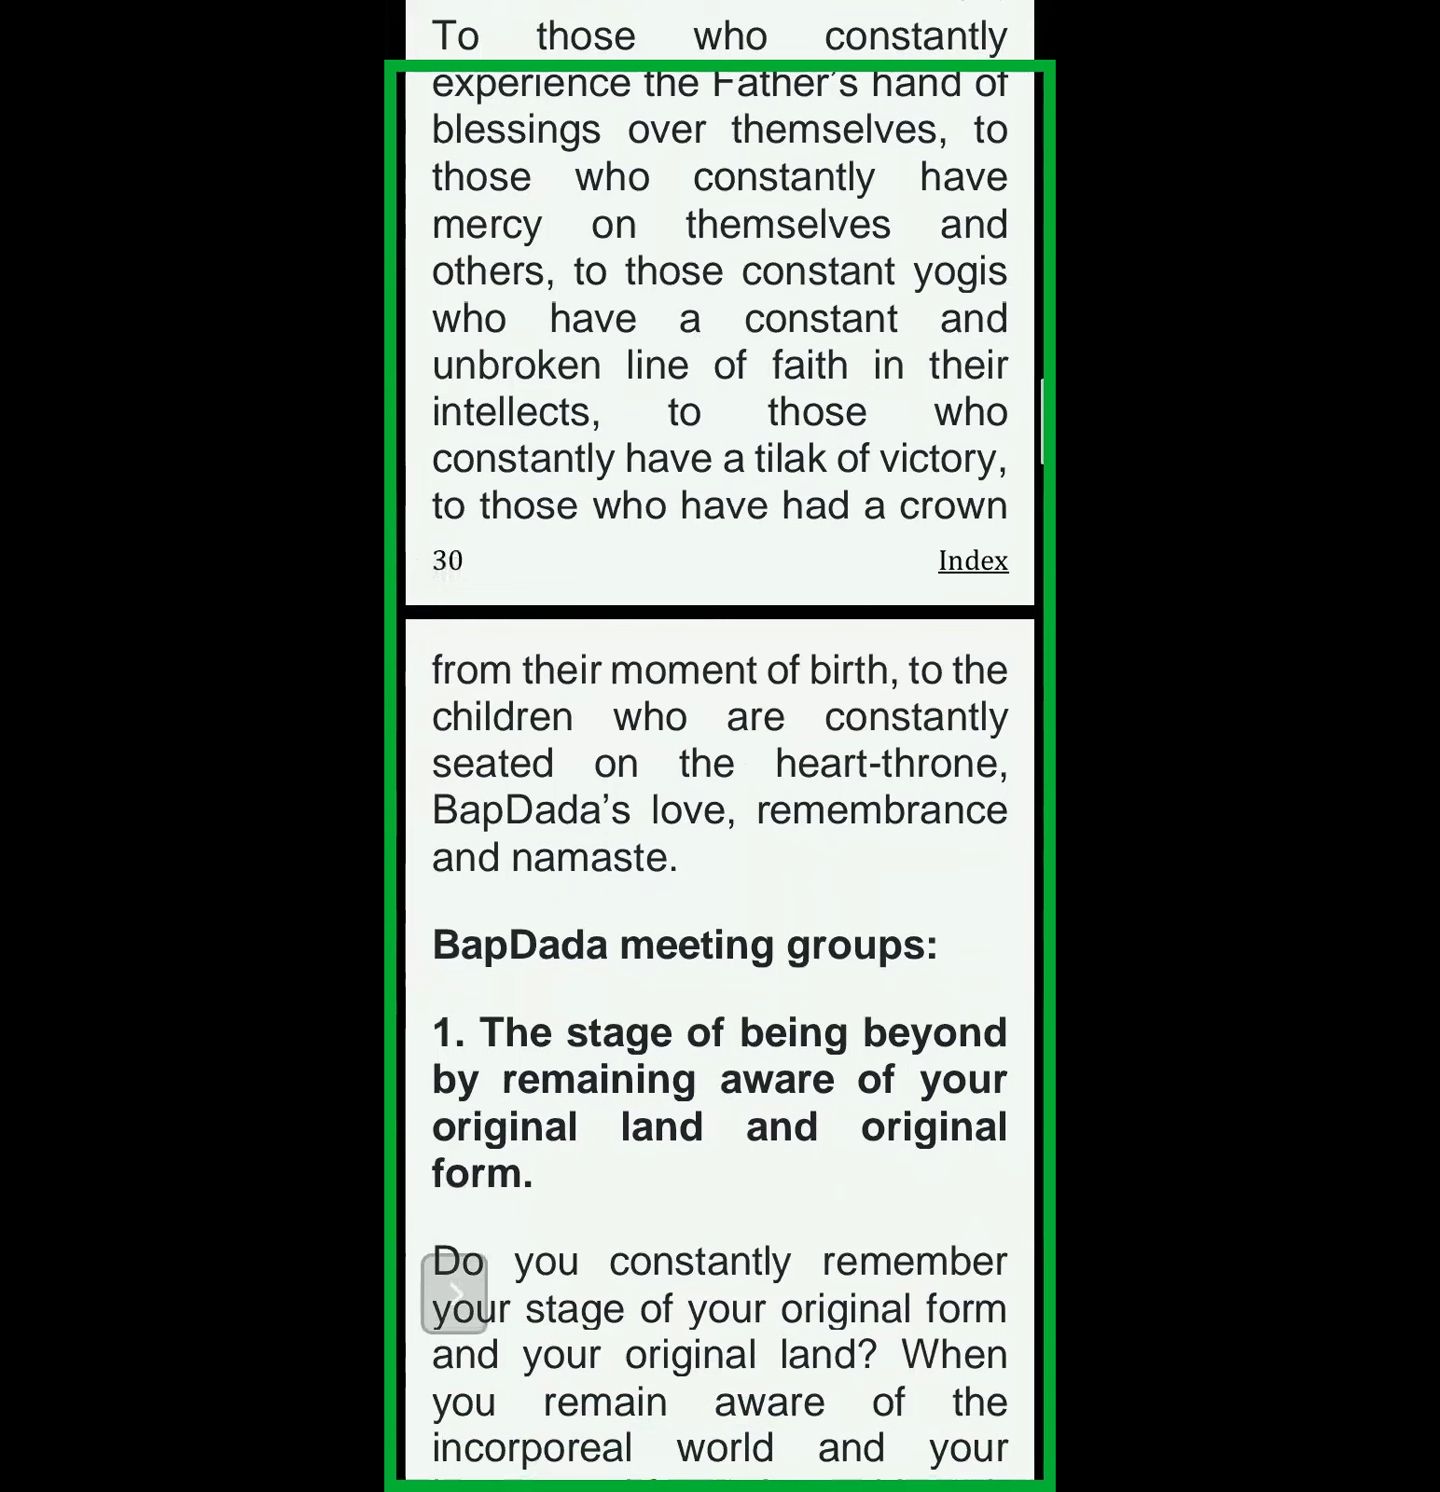 To those who constantly
experience the Father’s hand of
blessings over themselves, to
those who constantly have
mercy on themselves and
others, to those constant yogis
who have a constant and
unbroken line of faith in their
intellects, to those who
constantly have a tilak of victory,
to those who have had a crown
30 Index
from their moment of birth, to the
children who are constantly
seated on the heart-throne,
BapDada’s love, remembrance
and namaste.
BapDada meeting groups:
1. The stage of being beyond
by remaining aware of your
original land and original
form.
Do you constantly remember
your stage of your original form
and your original land? When
you remain aware of the
incorporeal world and your